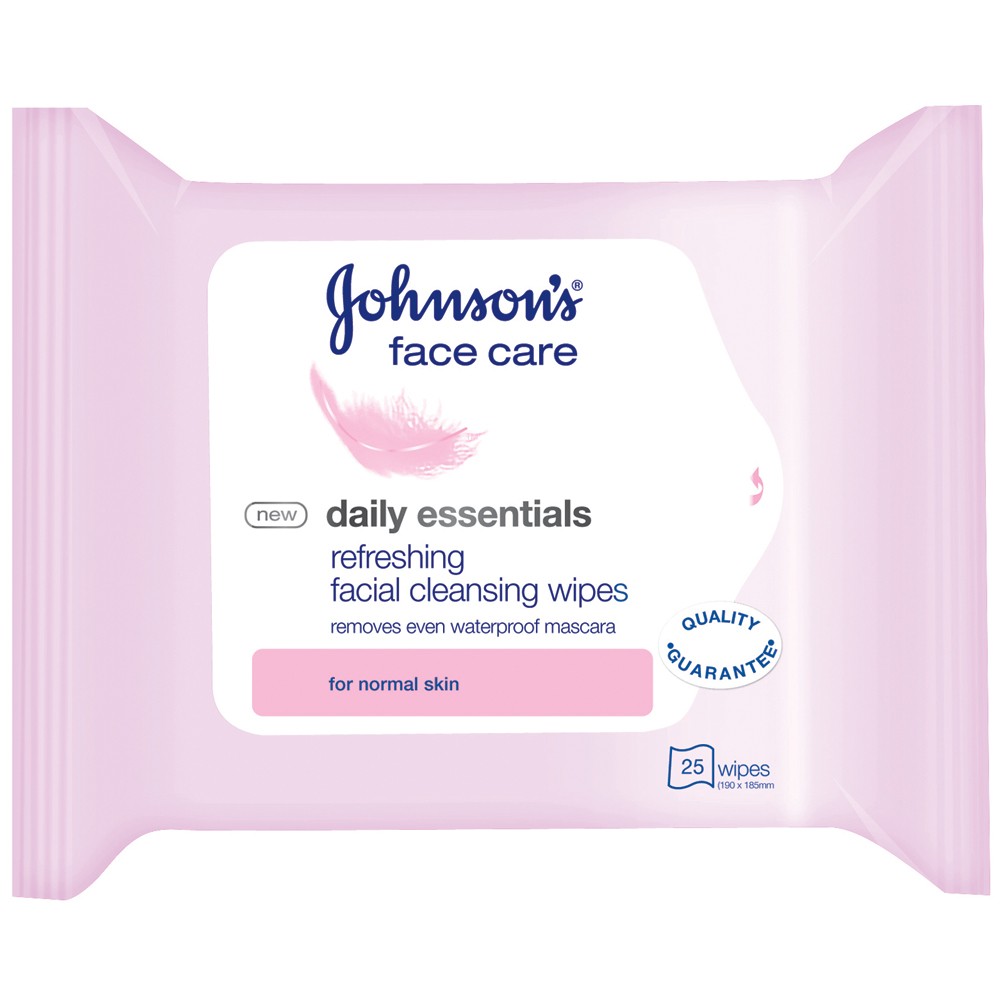 Johnson's®
face care
new daily essentials
refreshing
facial cleansing wipes
removes even waterproof mascara
for normal skin
QUALITY
•GUARANTEE•
25 wipes
(190 x 185mm